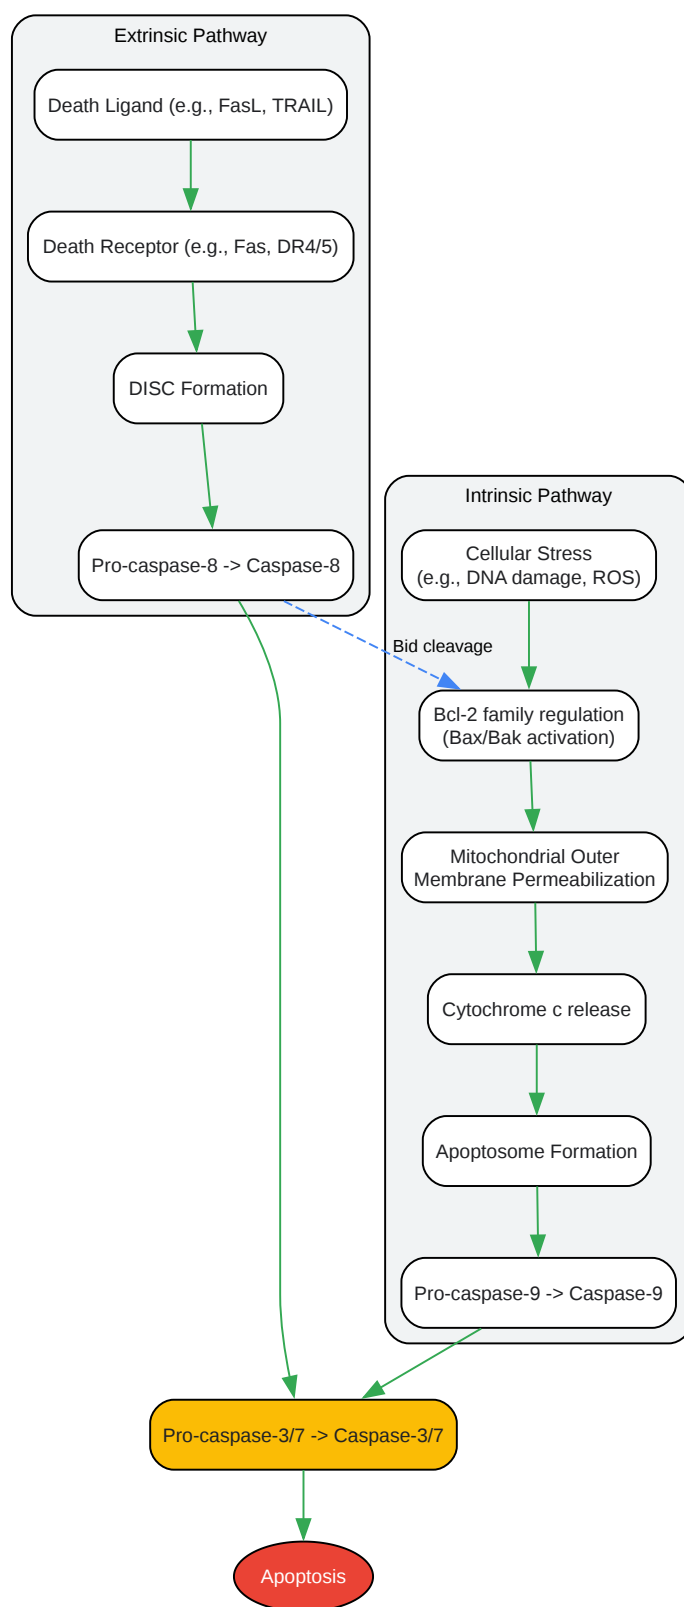 Extrinsic Pathway
Death Ligand (e.g., FasL, TRAIL)
Death Receptor (e.g., Fas, DR4/5)
DISC Formation
Pro-caspase-8 -> Caspase-8
Intrinsic Pathway
Cellular Stress
(e.g., DNA damage, ROS)
Bid cleavage
Bcl-2 family regulation
(Bax/Bak activation)
Mitochondrial Outer
Membrane Permeabilization
Cytochrome c release
Apoptosome Formation
Pro-caspase-9 -> Caspase-9
Pro-caspase-3/7 -> Caspase-3/7
Apoptosis